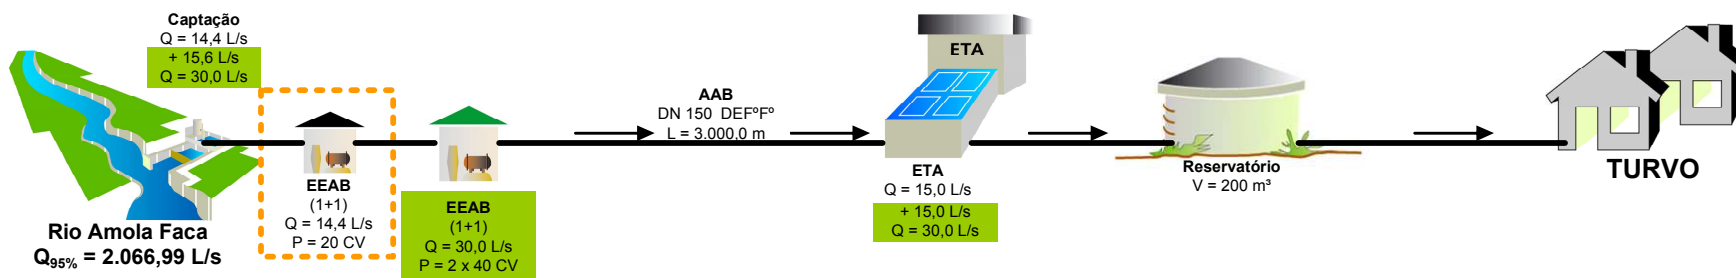 Captação
Q = 14,4 L/s
+ 15,6 L/s
Q = 30,0 L/s
Rio Amola Faca
Q95% = 2.066,99 L/s
EEAB
(1+1)
Q = 14,4 L/s
P = 20 CV
EEAB
(1+1)
Q = 30,0 L/s
P = 2 x 40 CV
AAB
DN 150 DEFºFº
L = 3.000,0 m
ETA
ETA
Q = 15,0 L/s
+ 15,0 L/s
Q = 30,0 L/s
Reservatório
V = 200 m³
TURVO